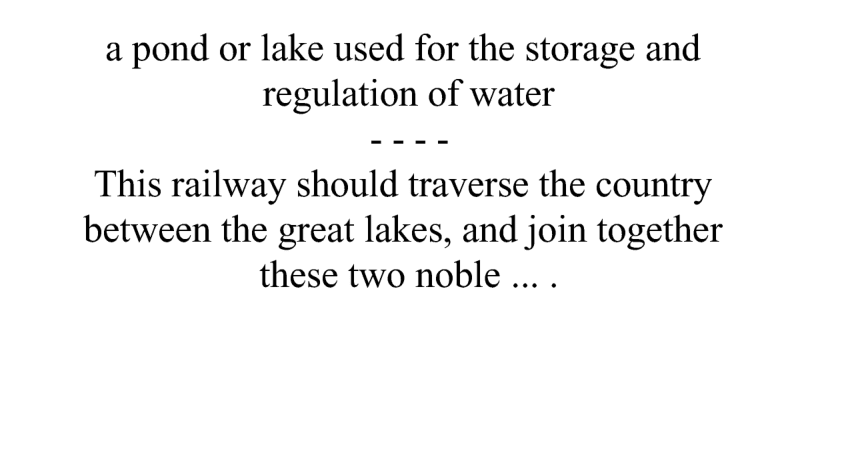 a pond or lake used for the storage and
regulation of water
- - - -
This railway should traverse the country
between the great lakes, and join together
these two noble ... .